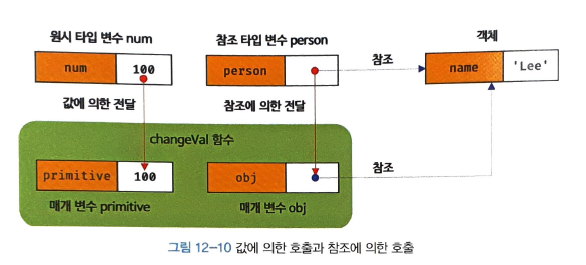 원시 타입 변수 num
참조 타입 변수 person
객체
num
100
person
참조
name
'Lee'
값에 의한 전달
참조에 의한 전달
changeVal 함수
primitive
100
obj
참조
매개 변수 primitive
매개 변수 obj
그림 12-10 값에 의한 호출과 참조에 의한 호출